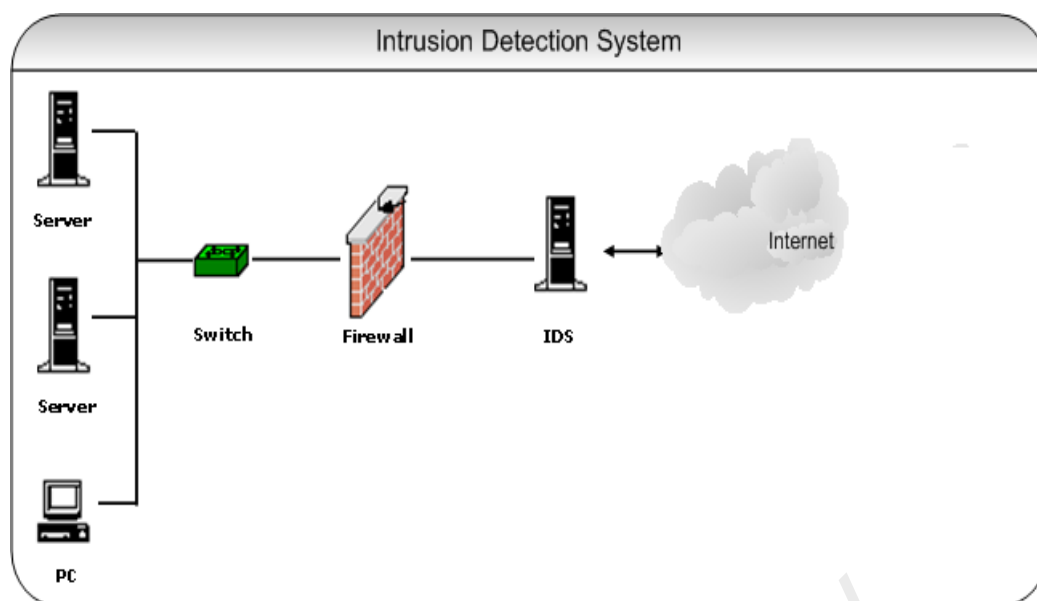 Intrusion Detection System
Server
Internet
Switch
Firewall
IDS
Server
PC